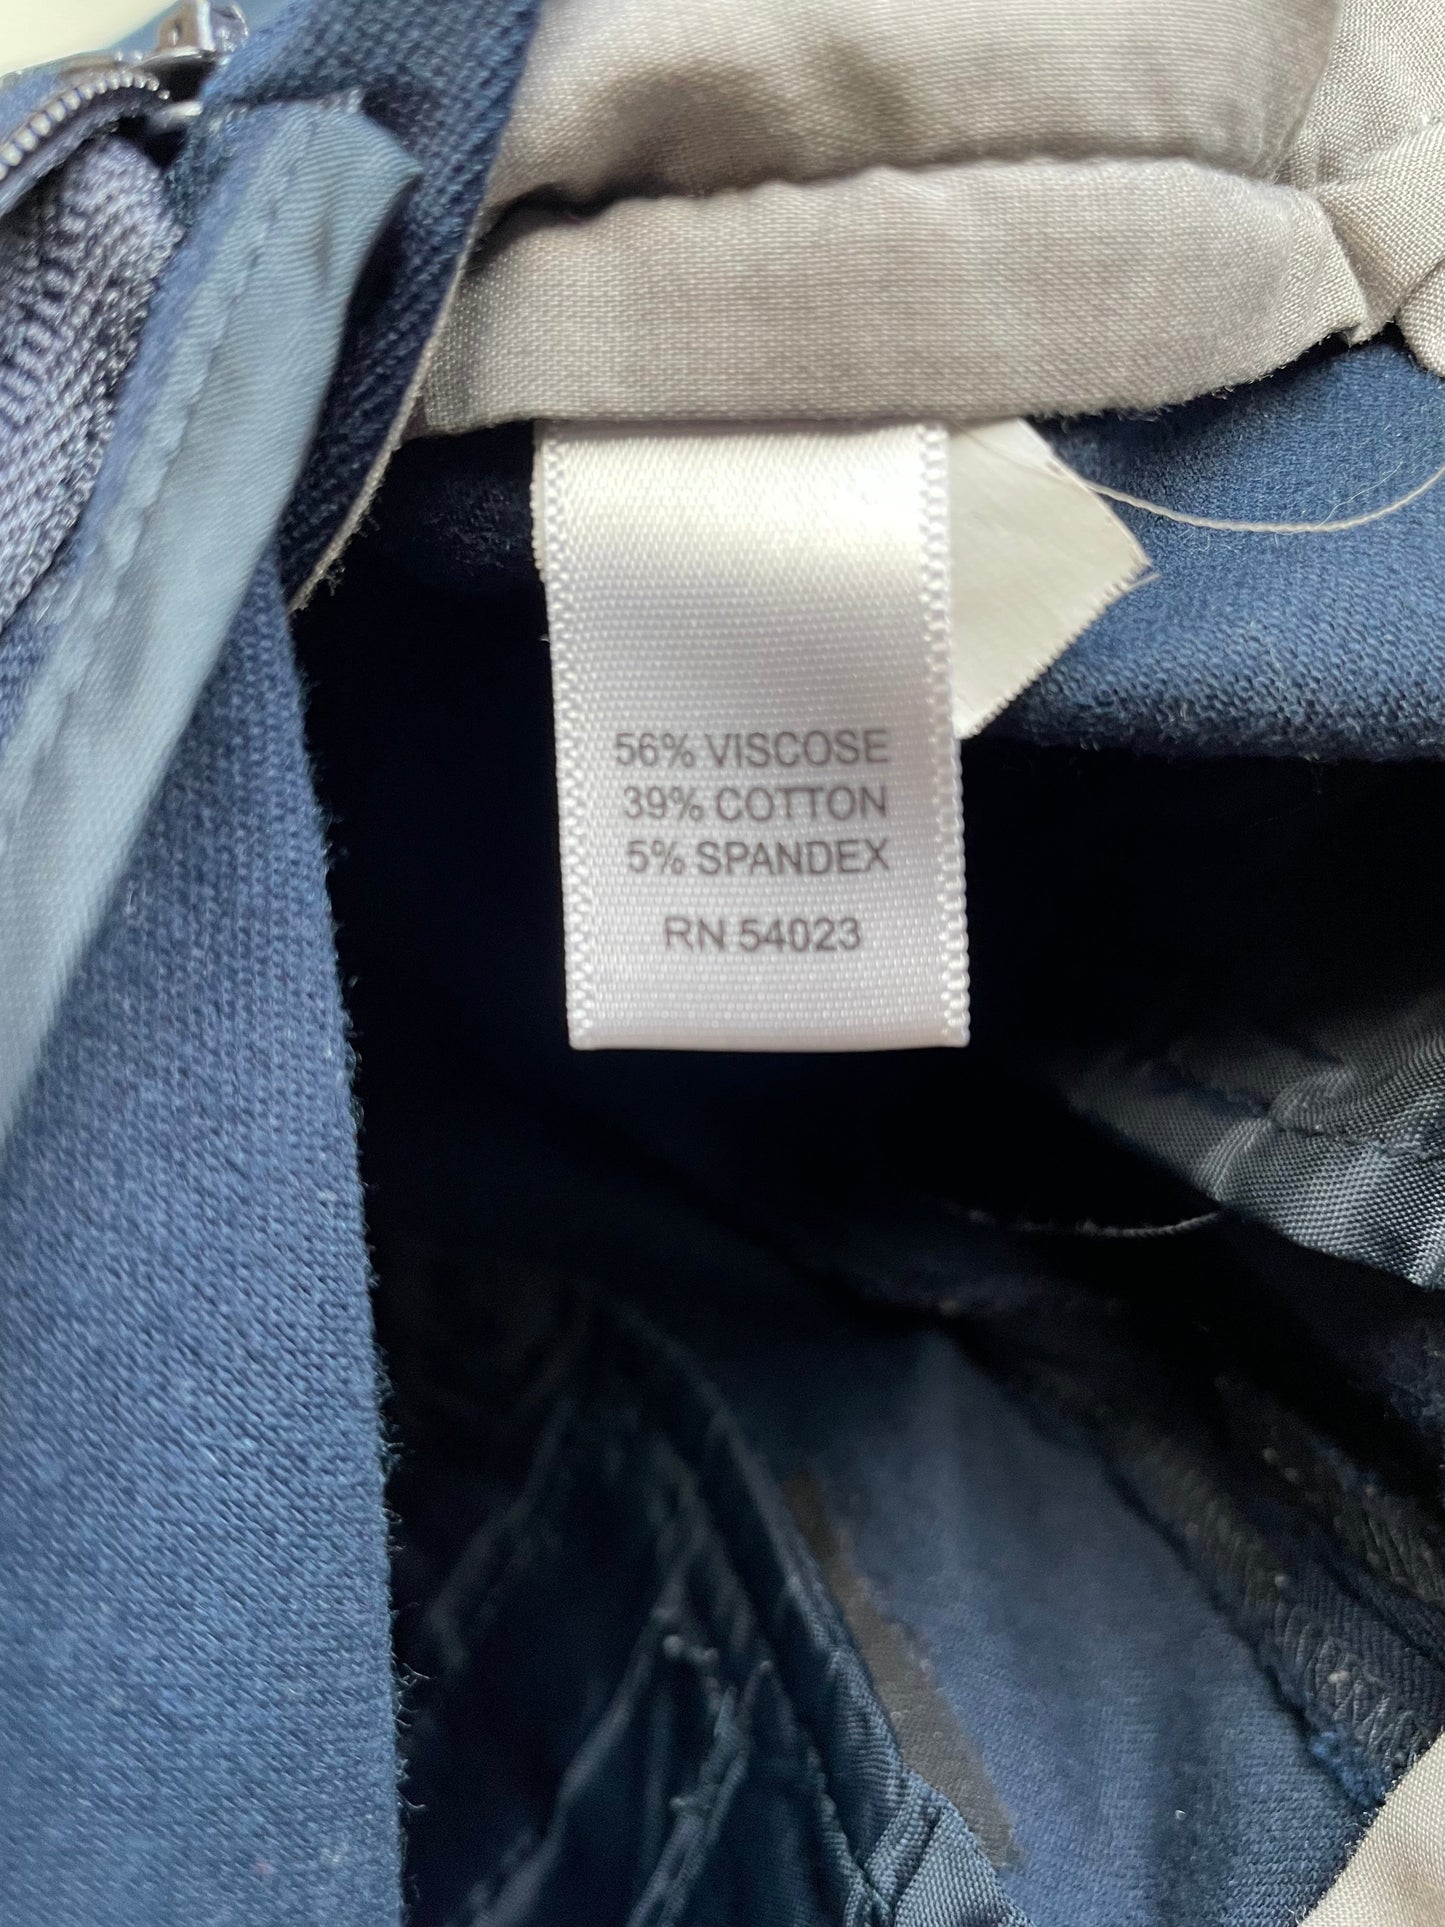 56% VISCOSE
39% COTTON
5% SPANDEX
RN 54023